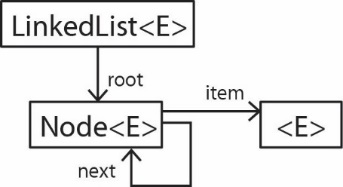 LinkedList<E>
root
item
Node<E>
<E>
next